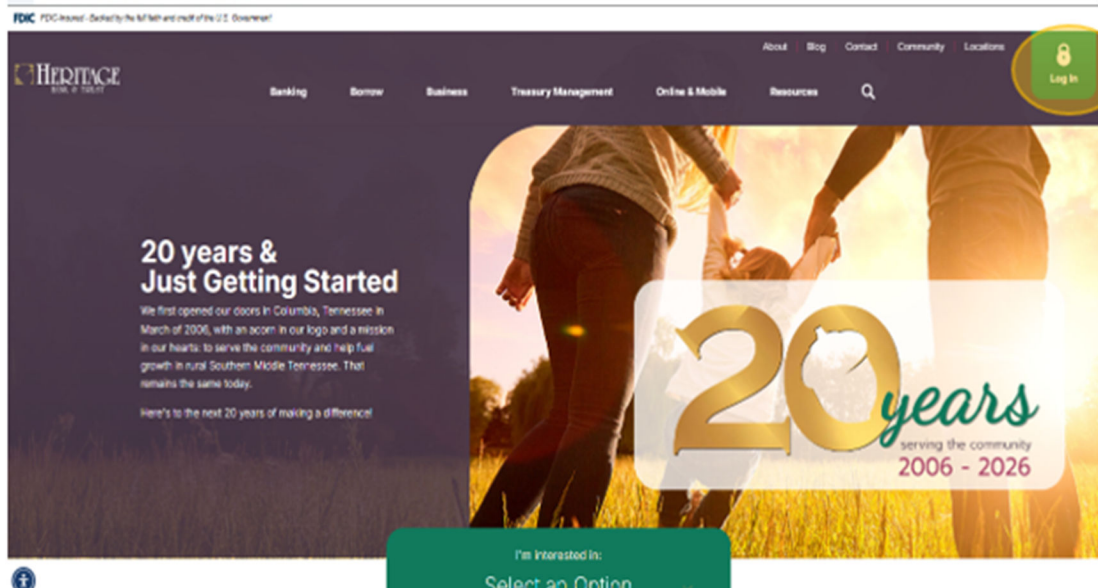 FDIC FDIC-Insured - Backed by the full faith and credit of the U.S. Government
About Blog Contact Community Locations
Log In
HERITAGE
BANK & TRUST
Banking Borrow Business Treasury Management Online & Mobile Resources
20 years &
Just Getting Started
We first opened our doors in Columbia, Tennessee in
March of 2006, with an acorn in our logo and a mission
in our hearts: to serve the community and help fuel
growth in rural Southern Middle Tennessee. That
remains the same today.
Here's to the next 20 years of making a difference!
20 years
serving the community
2006 - 2026
I'm interested in:
Select an Option